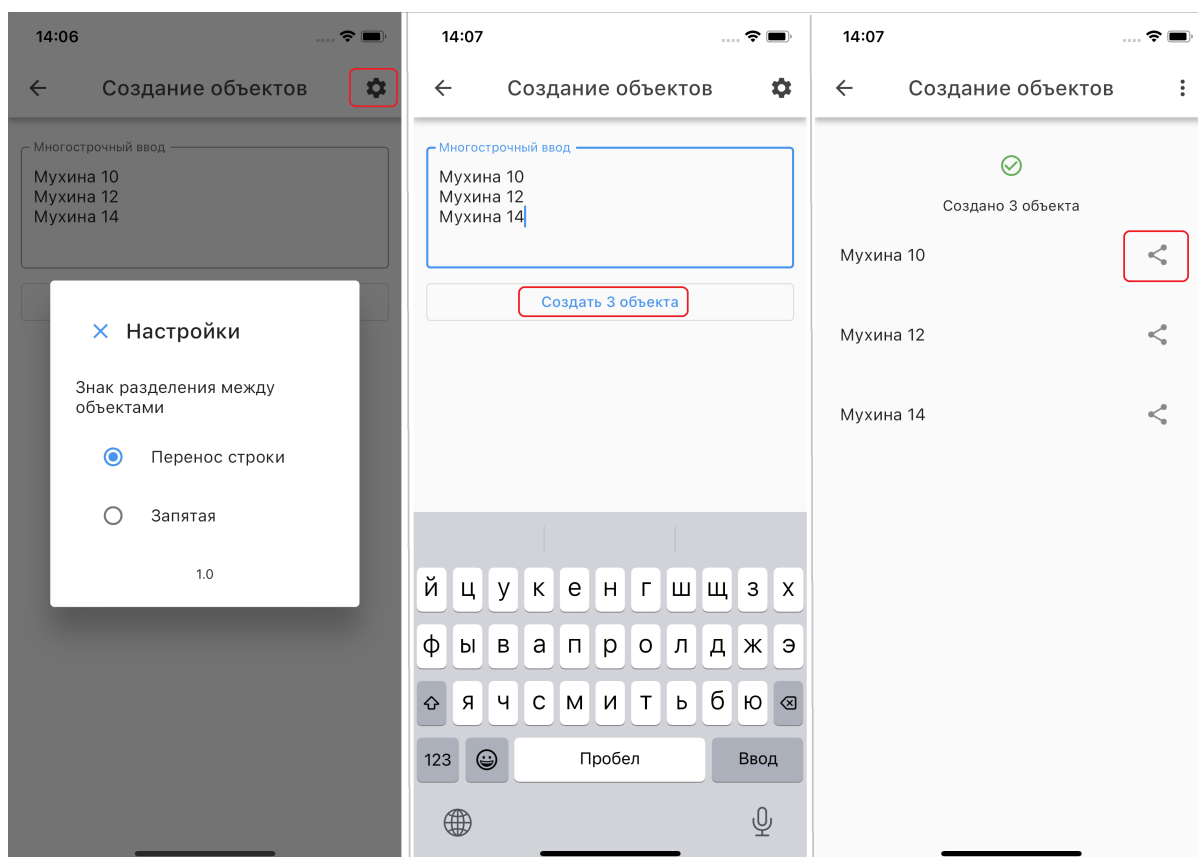 14:06
Создание объектов
Многострочный ввод
Мухина 10
Мухина 12
Мухина 14
Настройки
Знак разделения между
объектами
Перенос строки
Запятая
1.0
14:07
Создание объектов
Многострочный ввод
Мухина 10
Мухина 12
Мухина 14
Создать 3 объекта
й ц у к е н г ш щ з х
ф ы в а п р о л д ж э
я ч с м и т ь б ю
123 Пробел Ввод
14:07
Создание объектов
Создано 3 объекта
Мухина 10
Мухина 12
Мухина 14